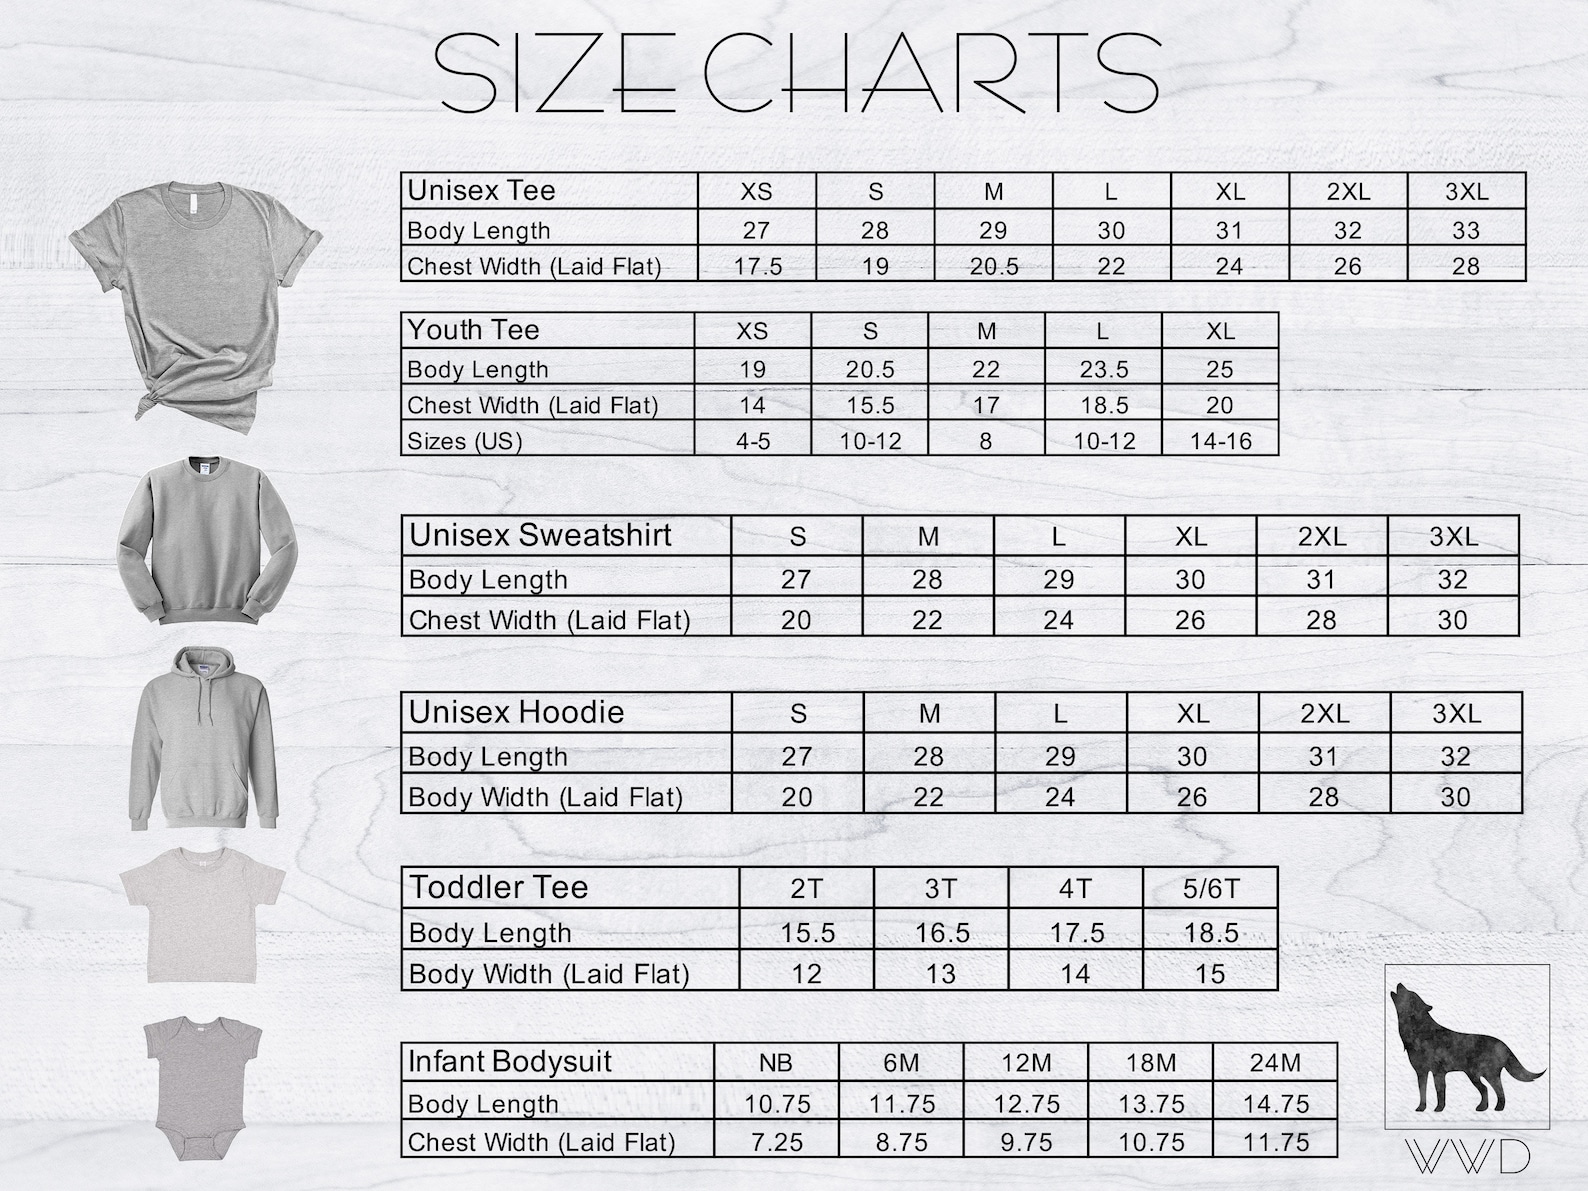 SIZE CHARTS
Unisex Tee XS S M L XL 2XL 3XL
Body Length 27 28 29 30 31 32 33
Chest Width (Laid Flat) 17.5 19 20.5 22 24 26 28
Youth Tee XS S M L XL
Body Length 19 20.5 22 23.5 25
Chest Width (Laid Flat) 14 15.5 17 18.5 20
Sizes (US) 4-5 10-12 8 10-12 14-16
Unisex Sweatshirt S M L XL 2XL 3XL
Body Length 27 28 29 30 31 32
Chest Width (Laid Flat) 20 22 24 26 28 30
Unisex Hoodie S M L XL 2XL 3XL
Body Length 27 28 29 30 31 32
Body Width (Laid Flat) 20 22 24 26 28 30
Toddler Tee 2T 3T 4T 5/6T
Body Length 15.5 16.5 17.5 18.5
Body Width (Laid Flat) 12 13 14 15
Infant Bodysuit NB 6M 12M 18M 24M
Body Length 10.75 11.75 12.75 13.75 14.75
Chest Width (Laid Flat) 7.25 8.75 9.75 10.75 11.75
WWD